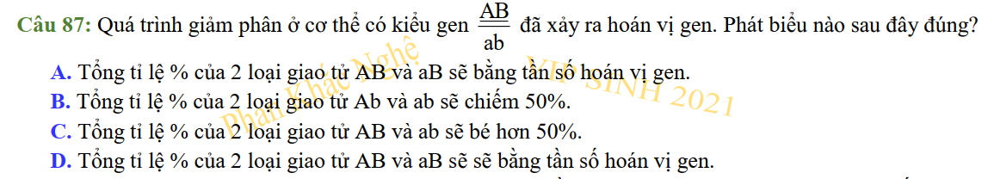 Câu 87: Quá trình giảm phân ở cơ thể có kiểu gen AB/ab đã xảy ra hoán vị gen. Phát biểu nào sau đây đúng?
A. Tổng tỉ lệ % của 2 loại giao tử AB và aB sẽ bằng tần số hoán vị gen.
B. Tổng tỉ lệ % của 2 loại giao tử Ab và ab sẽ chiếm 50%.
C. Tổng tỉ lệ % của 2 loại giao tử AB và ab sẽ bé hơn 50%.
D. Tổng tỉ lệ % của 2 loại giao tử AB và aB sẽ sẽ bằng tần số hoán vị gen.
Phan Khắc Nghệ
VIP SINH 2021